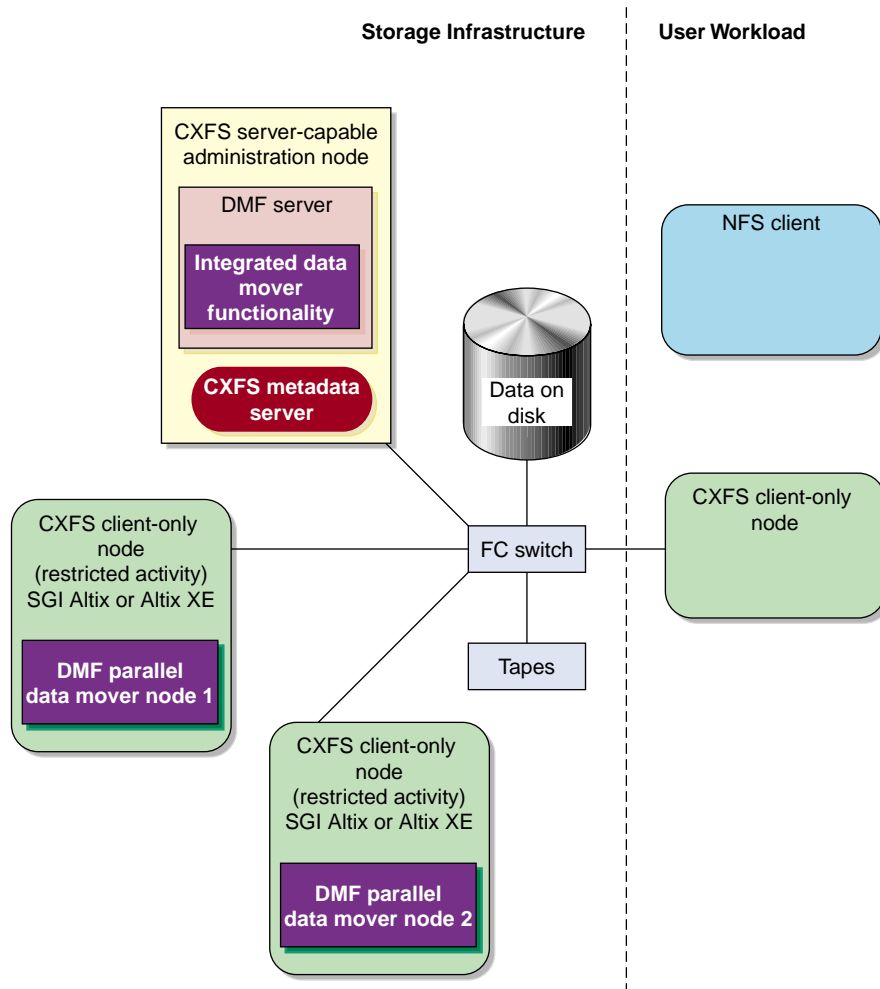 Storage Infrastructure
User Workload
CXFS server-capable
administration node
DMF server
Integrated data
mover
functionality
CXFS metadata
server
Data on
disk
NFS client
CXFS client-only
node
FC switch
Tapes
CXFS client-only
node
(restricted activity)
SGI Altix or Altix XE
DMF parallel
data mover node 1
CXFS client-only
node
(restricted activity)
SGI Altix or Altix XE
DMF parallel
data mover node 2